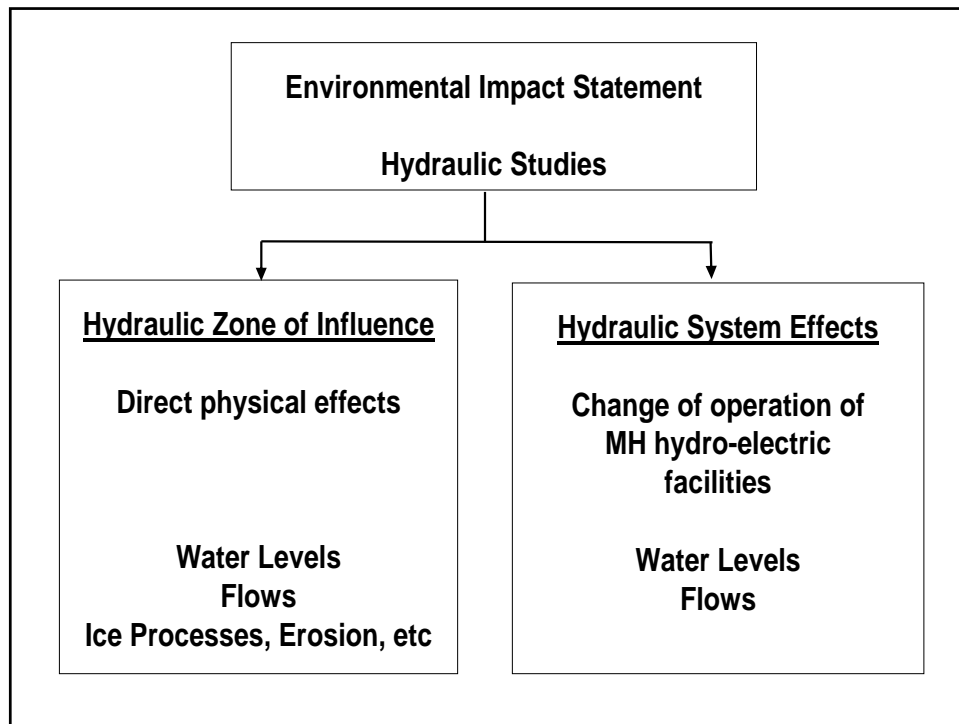 Environmental Impact Statement
Hydraulic Studies
Hydraulic Zone of Influence
Direct physical effects
Water Levels
Flows
Ice Processes, Erosion, etc
Hydraulic System Effects
Change of operation of
MH hydro-electric
facilities
Water Levels
Flows